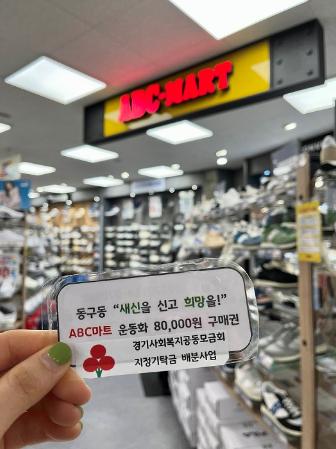 ABC-MART
동구동 “새신을 신고 희망을!”
ABC마트 운동화 80,000원 구매권
경기사회복지공동모금회
지정기탁금 배분사업